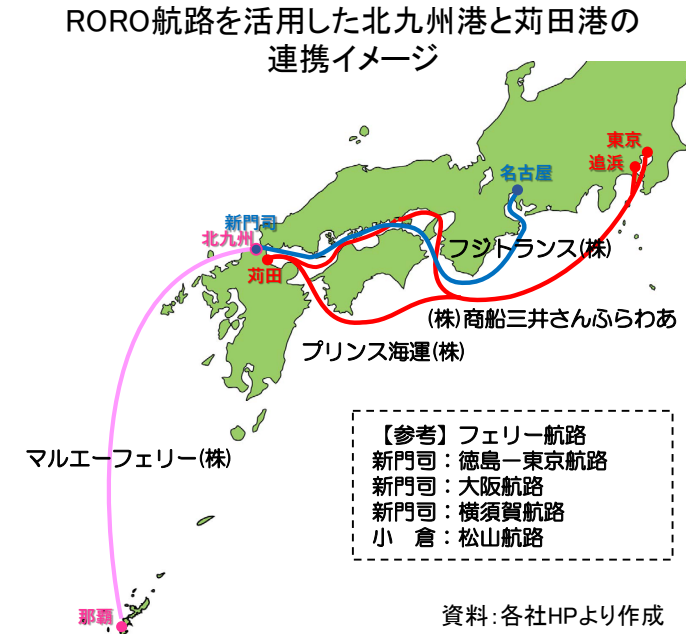 RORO航路を活用した北九州港と苅田港の
連携イメージ
東京
追浜
名古屋
新門司
北九州
苅田
フジトランス(株)
(株)商船三井さんふらわあ
プリンス海運(株)
マルエーフェリー(株)
【参考】フェリー航路
新門司：徳島－東京航路
新門司：大阪航路
新門司：横須賀航路
小　倉：松山航路
那覇
資料：各社HPより作成